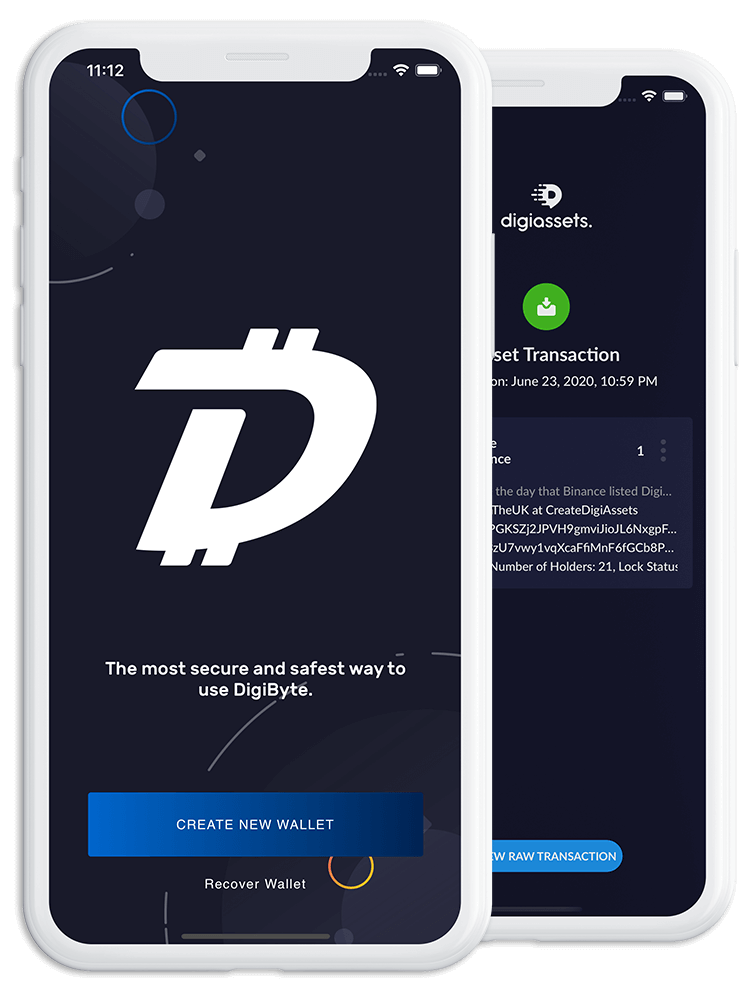 11:12
The most secure and safest way to
use DigiByte.
CREATE NEW WALLET
Recover Wallet
digiassets.
set Transaction
on: June 23, 2020, 10:59 PM
e
nce
1
the day that Binance listed Digi...
TheUK at CreateDigiAssets
PGKSZj2JPVH9gmviJioJL6NxgpF...
zU7vwy1vqXcaFfiMnF6fGCb8P...
Number of Holders: 21, Lock Status
EW RAW TRANSACTION